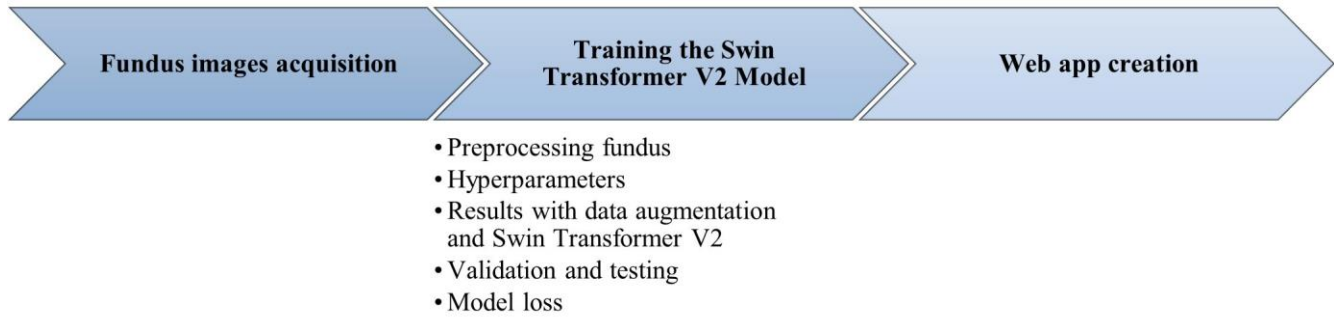 Fundus images acquisition
Training the Swin
Transformer V2 Model
Web app creation
• Preprocessing fundus
• Hyperparameters
• Results with data augmentation
and Swin Transformer V2
• Validation and testing
• Model loss